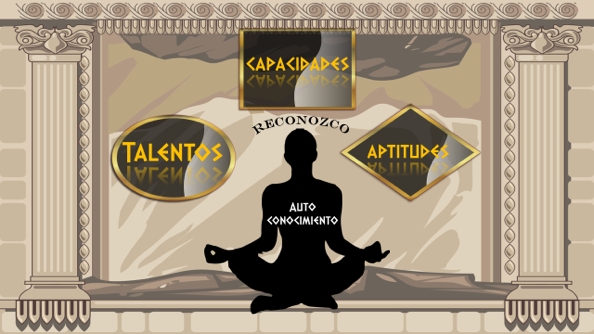 CAPACIDADES
RECONOZCO
TALENTOS
APTITUDES
AUTO
CONOCIMIENTO